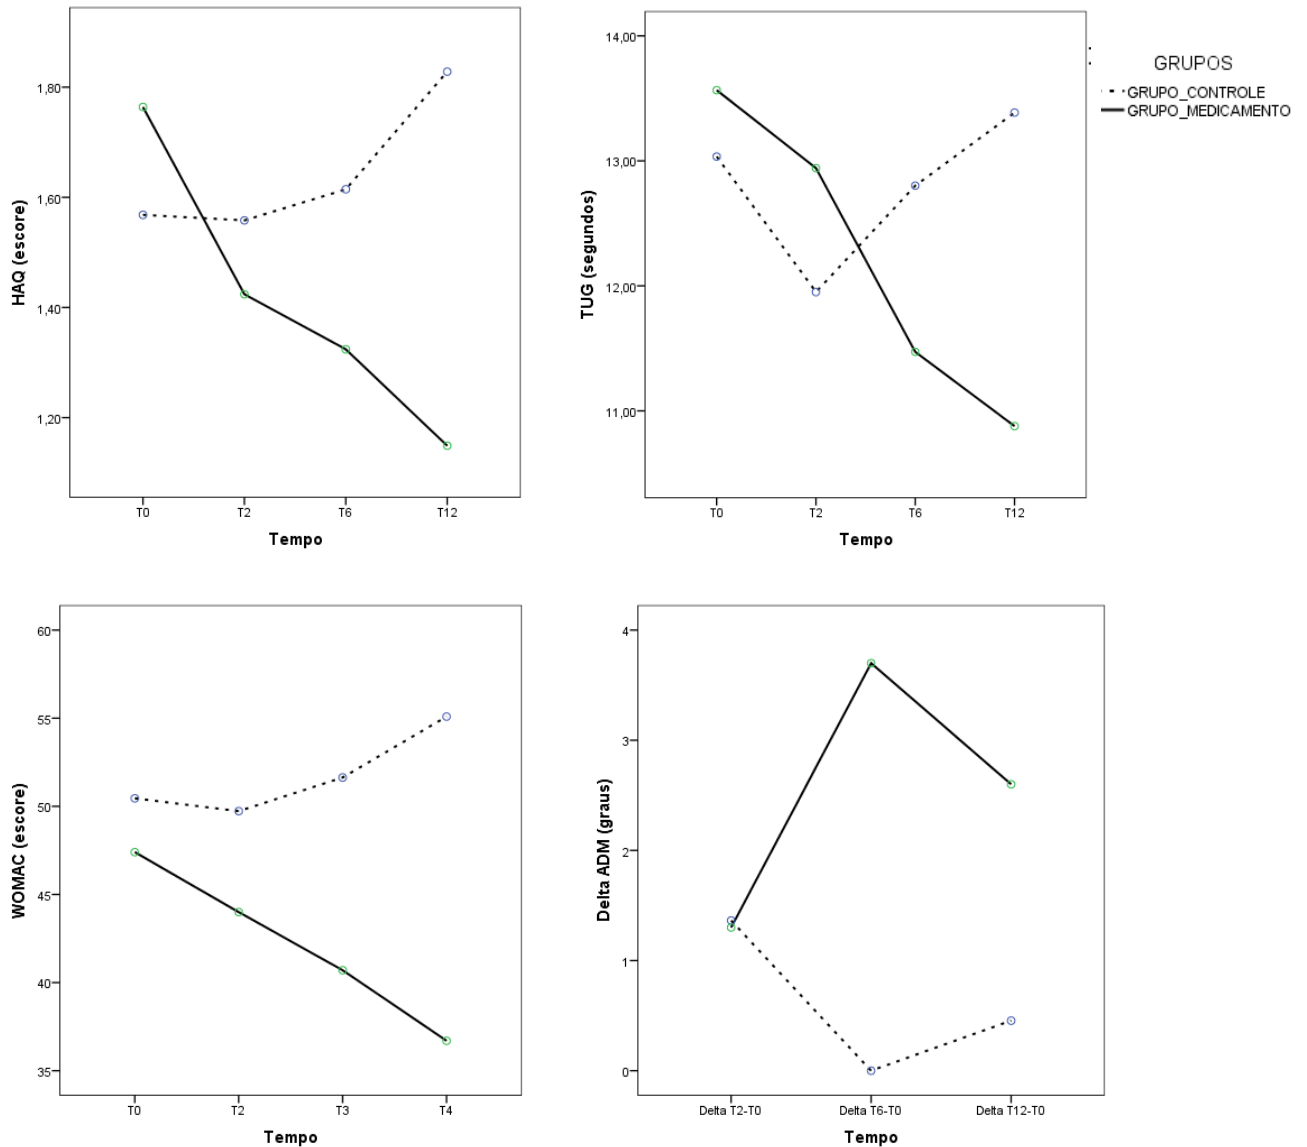 HAQ (escore)
1,80
1,60
1,40
1,20
T0 T2 T6 T12
Tempo
TUG (segundos)
14,00
13,00
12,00
11,00
T0 T2 T6 T12
Tempo
GRUPOS
GRUPO_CONTROLE
GRUPO_MEDICAMENTO
WOMAC (escore)
60
55
50
45
40
35
T0 T2 T3 T4
Tempo
Delta ADM (graus)
4
3
2
1
0
Delta T2-T0 Delta T6-T0 Delta T12-T0
Tempo